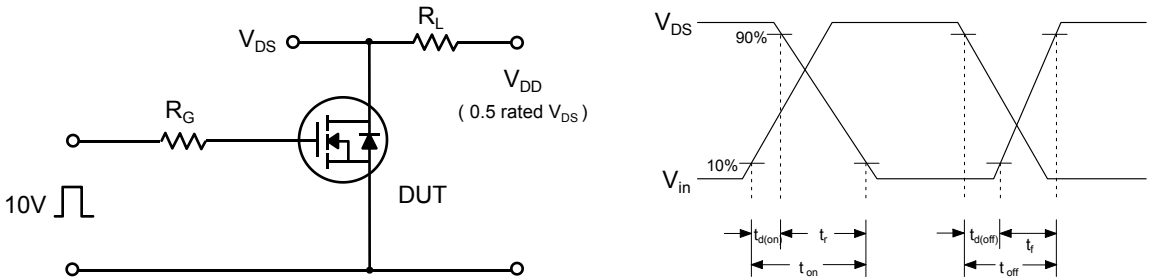 V_DS
R_L
V_DD
( 0.5 rated V_DS )
R_G
DUT
10V
V_DS
90%
10%
V_in
t_d(on)
t_r
t_on
t_d(off)
t_f
t_off